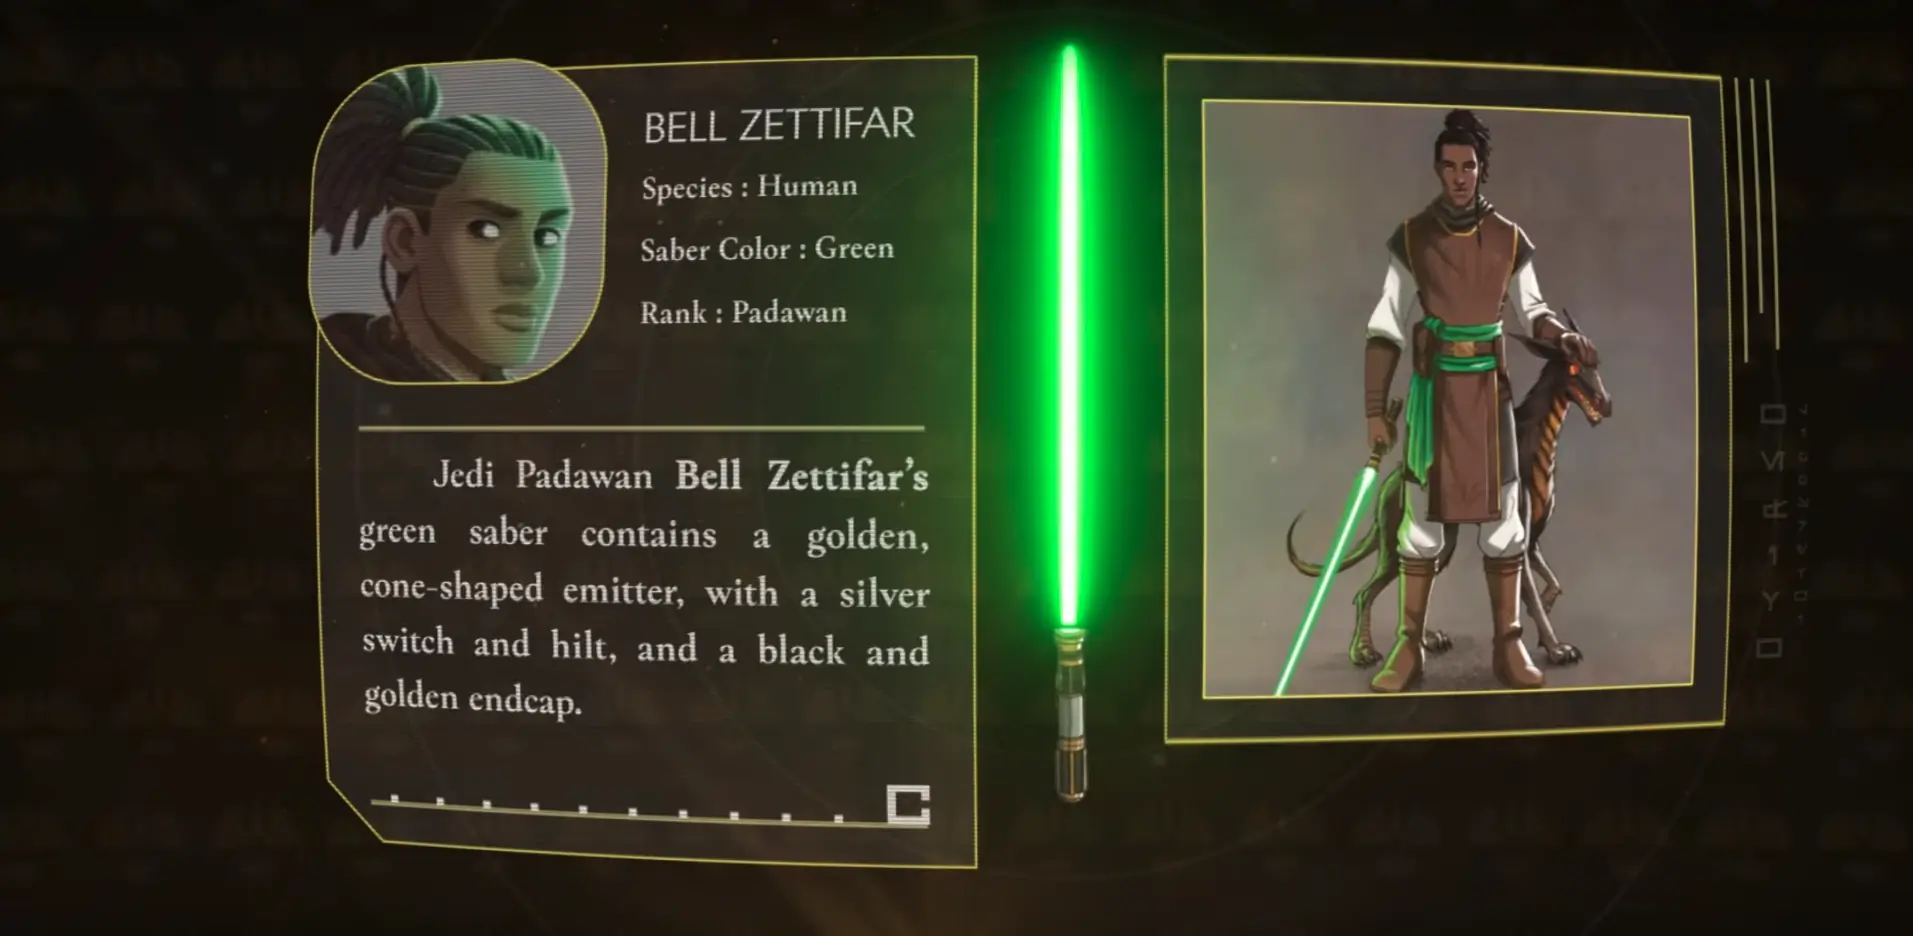 BELL ZETTIFAR
Species : Human
Saber Color : Green
Rank : Padawan
Jedi Padawan Bell Zettifar's
green saber contains a golden,
cone-shaped emitter, with a silver
switch and hilt, and a black and
golden endcap.